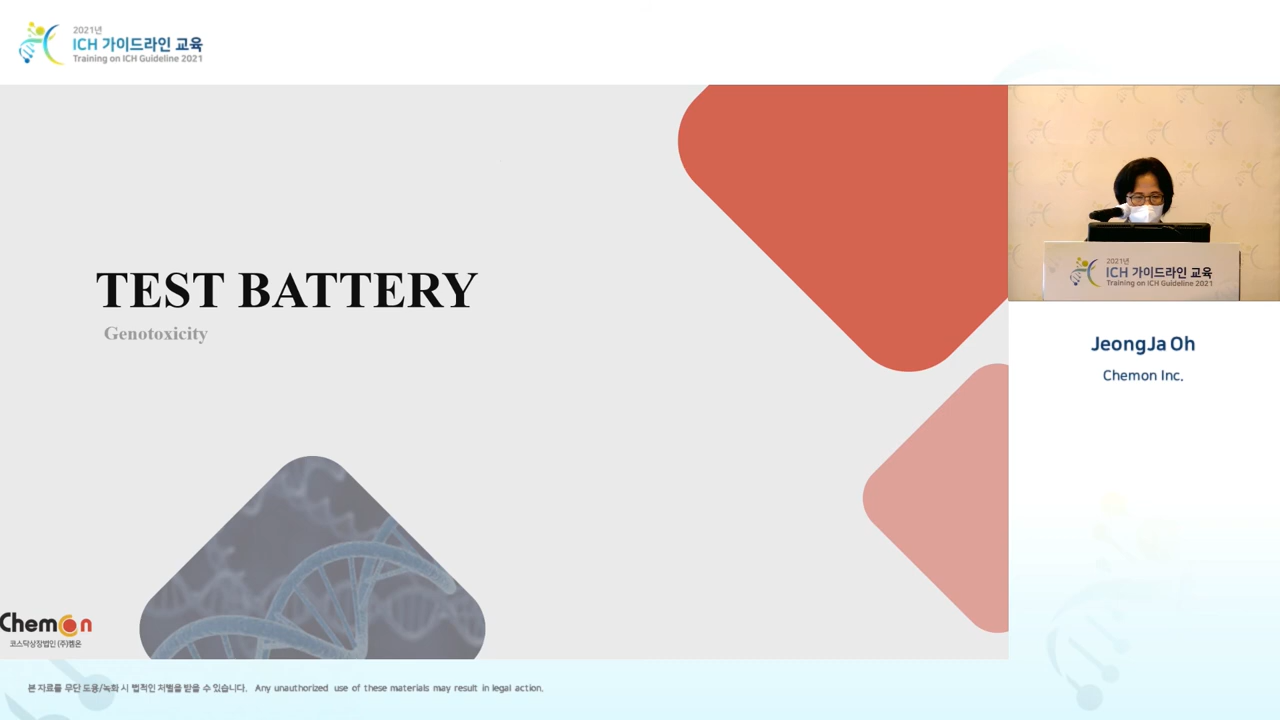 2021년
ICH 가이드라인 교육
Training on ICH Guideline 2021
TEST BATTERY
Genotoxicity
2021년
ICH 가이드라인 교육
Training on ICH Guideline 2021
JeongJa Oh
Chemon Inc.
Chemon
코스닥상장법인 (주)켐온
본 자료를 무단 도용/녹화 시 법적인 처벌을 받을 수 있습니다. Any unauthorized use of these materials may result in legal action.